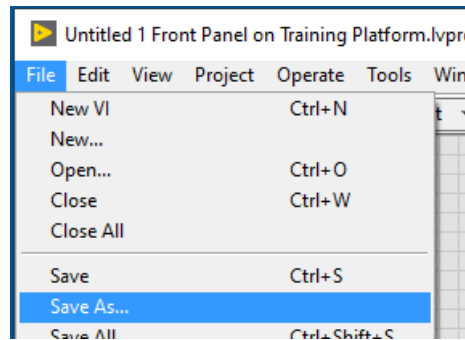 Untitled 1 Front Panel on Training Platform.lvpr
File Edit View Project Operate Tools Win
New VI Ctrl+N
New...
Open... Ctrl+O
Close Ctrl+W
Close All
Save Ctrl+S
Save As...
Save All Ctrl+Shift+S